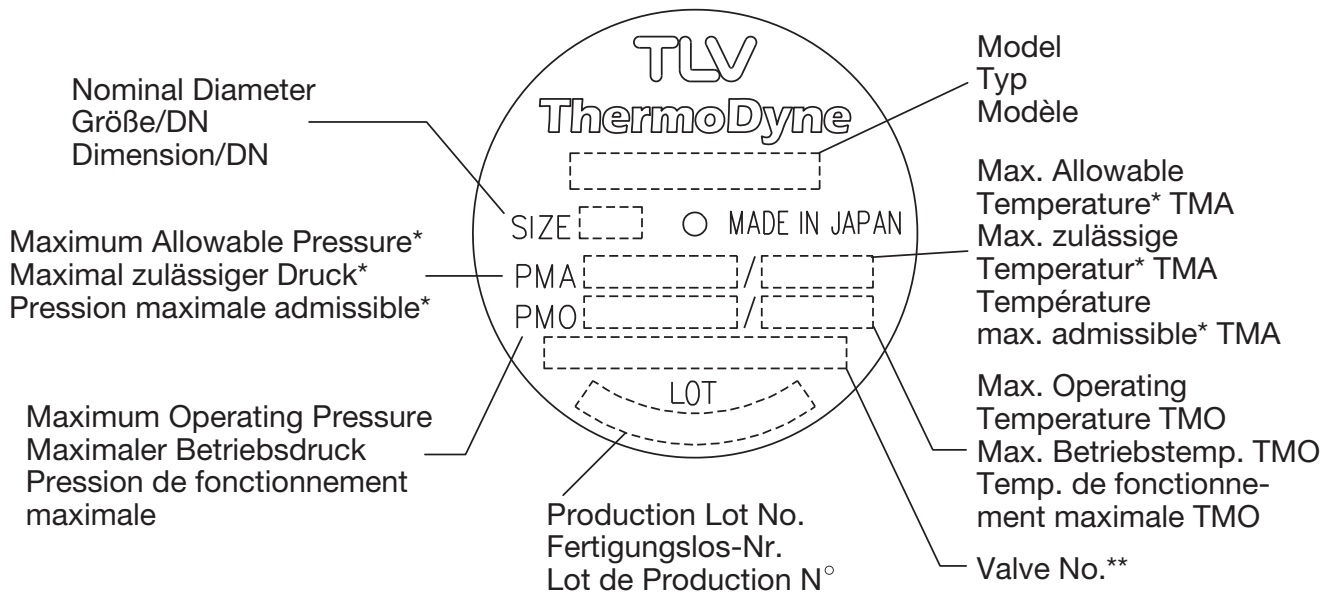 TLV
ThermoDyne
SIZE MADE IN JAPAN
PMA /
PMO /
LOT
Nominal Diameter
Größe/DN
Dimension/DN
Maximum Allowable Pressure*
Maximal zulässiger Druck*
Pression maximale admissible*
Maximum Operating Pressure
Maximaler Betriebsdruck
Pression de fonctionnement
maximale
Production Lot No.
Fertigungslos-Nr.
Lot de Production N°
Model
Typ
Modèle
Max. Allowable
Temperature* TMA
Max. zulässige
Temperatur* TMA
Température
max. admissible* TMA
Max. Operating
Temperature TMO
Max. Betriebstemp. TMO
Temp. de fonctionne-
ment maximale TMO
Valve No.**